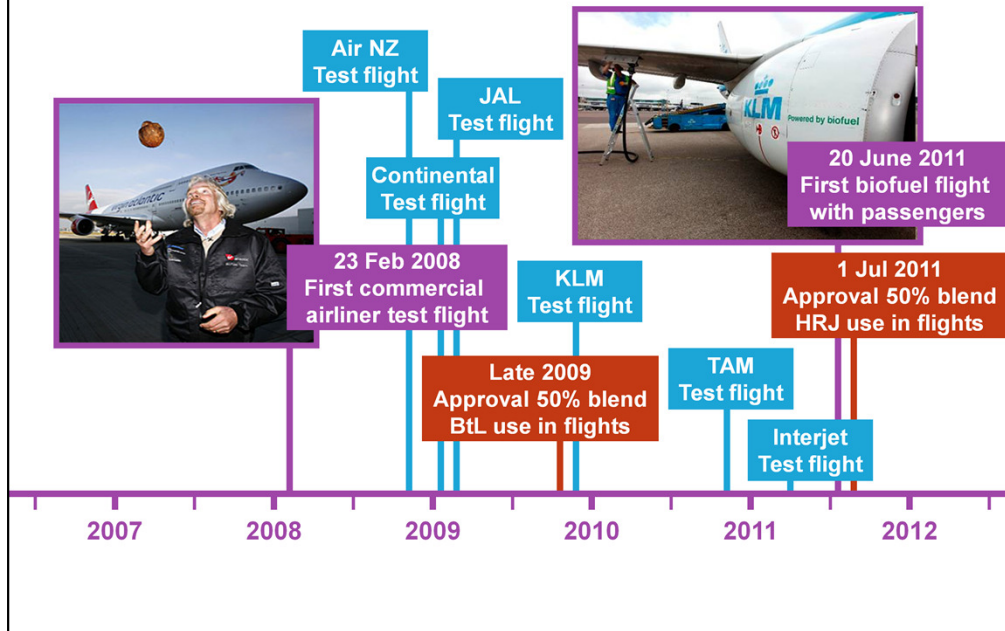 Air NZ
Test flight
JAL
Test flight
Continental
Test flight
23 Feb 2008
First commercial
airliner test flight
KLM
Test flight
Late 2009
Approval 50% blend
BtL use in flights
TAM
Test flight
Interjet
Test flight
KLM
Powered by biofuel
20 June 2011
First biofuel flight
with passengers
1 Jul 2011
Approval 50% blend
HRJ use in flights
2007
2008
2009
2010
2011
2012